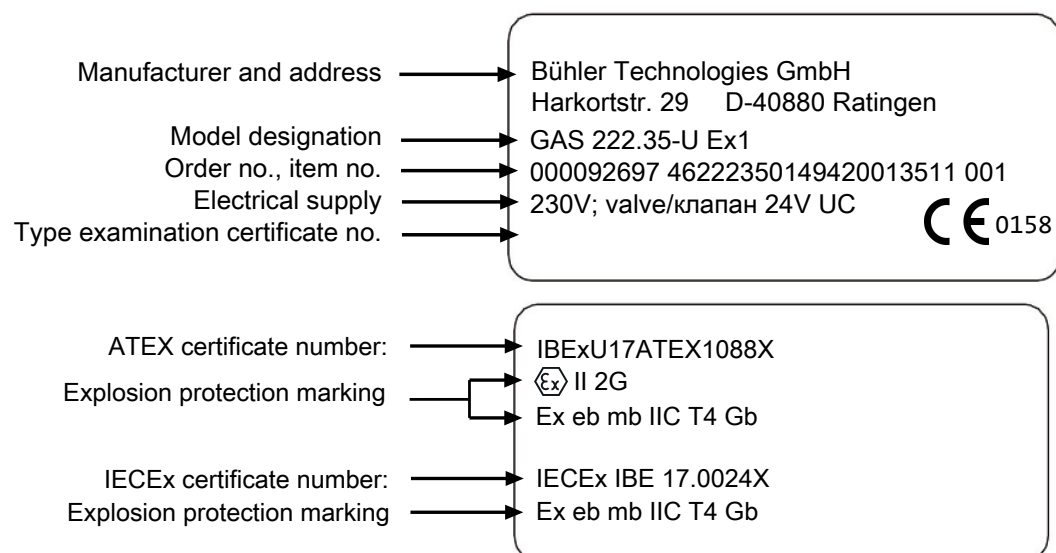 Manufacturer and address
Bühler Technologies GmbH
Harkortstr. 29 D-40880 Ratingen
Model designation
GAS 222.35-U Ex1
Order no., item no.
000092697 46222350149420013511 001
Electrical supply
230V; valve/клапан 24V UC
Type examination certificate no.
CE 0158
ATEX certificate number:
IBExU17ATEX1088X
Explosion protection marking
Ex II 2G
Ex eb mb IIC T4 Gb
IECEx certificate number:
IECEx IBE 17.0024X
Explosion protection marking
Ex eb mb IIC T4 Gb